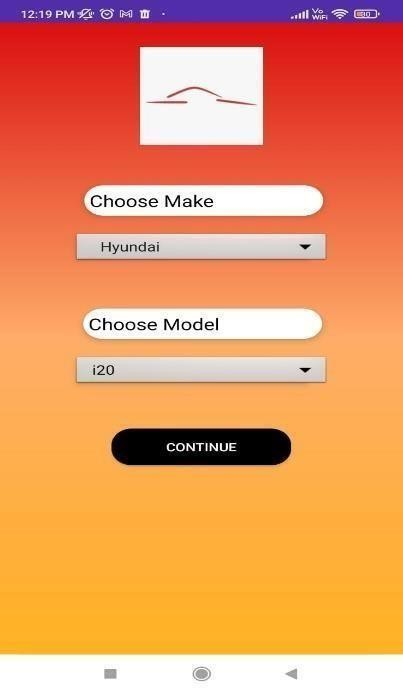 12:19 PM
Vo
WiFi
Choose Make
Hyundai
Choose Model
i20
CONTINUE